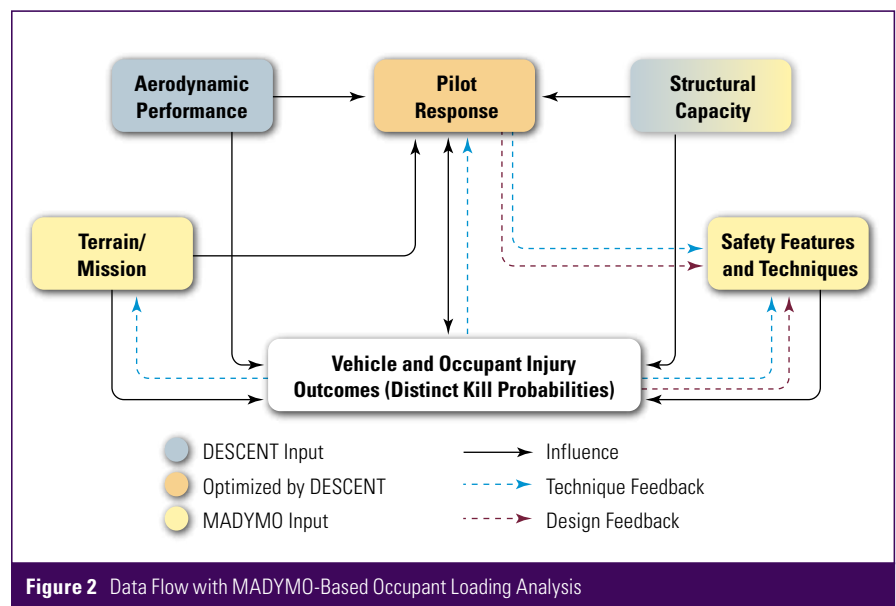 Aerodynamic
Performance
Pilot
Response
Structural
Capacity
Terrain/
Mission
Safety Features
and Techniques
Vehicle and Occupant Injury
Outcomes (Distinct Kill Probabilities)
DESCENT Input
Optimized by DESCENT
MADYMO Input
Influence
Technique Feedback
Design Feedback
Figure 2 Data Flow with MADYMO-Based Occupant Loading Analysis